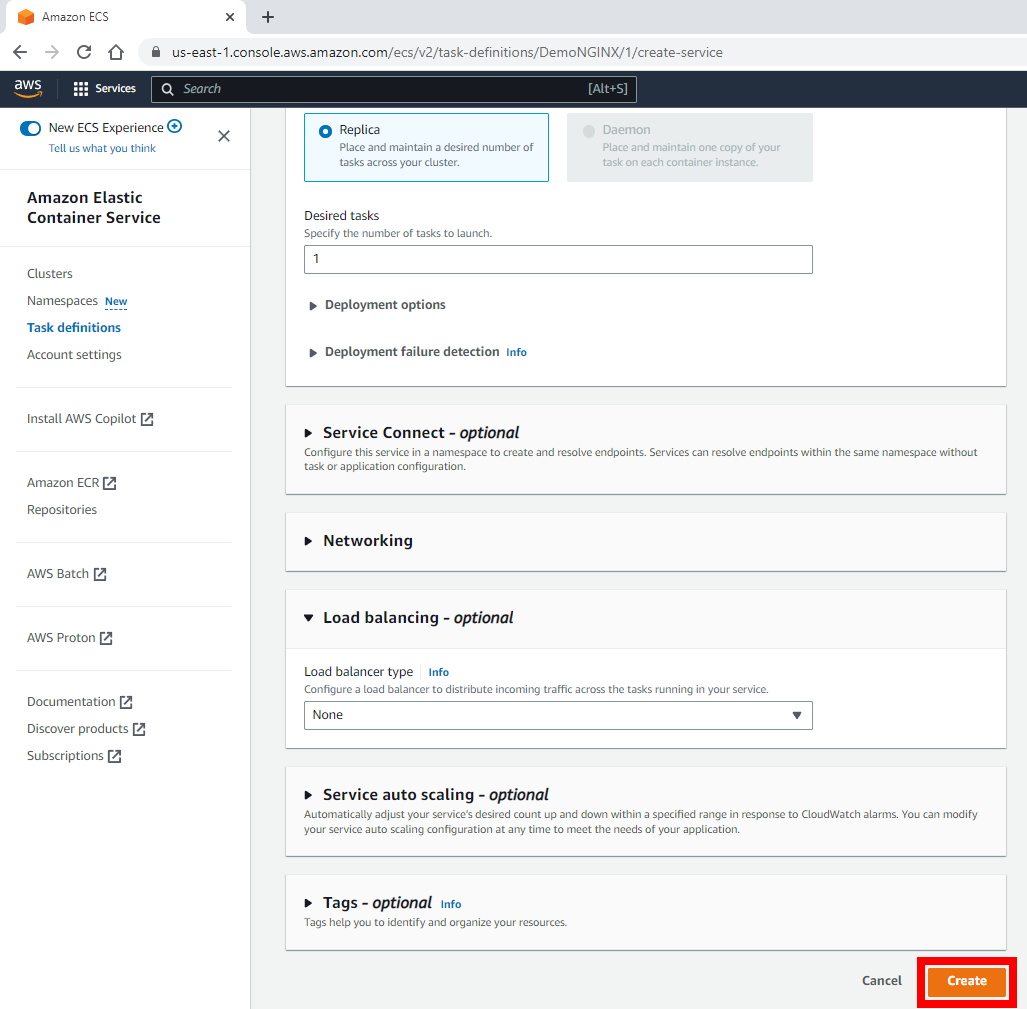 Amazon ECS
us-east-1.console.aws.amazon.com/ecs/v2/task-definitions/DemoNGINX/1/create-service
aws
Services
Search
[Alt+S]
New ECS Experience
Tell us what you think
Amazon Elastic
Container Service
Clusters
Namespaces New
Task definitions
Account settings
Install AWS Copilot
Amazon ECR
Repositories
AWS Batch
AWS Proton
Documentation
Discover products
Subscriptions
Replica
Place and maintain a desired number of
tasks across your cluster.
Daemon
Place and maintain one copy of your
task on each container instance.
Desired tasks
Specify the number of tasks to launch.
1
Deployment options
Deployment failure detection Info
Service Connect - optional
Configure this service in a namespace to create and resolve endpoints. Services can resolve endpoints within the same namespace without
task or application configuration.
Networking
Load balancing - optional
Load balancer type Info
Configure a load balancer to distribute incoming traffic across the tasks running in your service.
None
Service auto scaling - optional
Automatically adjust your service's desired count up and down within a specified range in response to CloudWatch alarms. You can modify
your service auto scaling configuration at any time to meet the needs of your application.
Tags - optional Info
Tags help you to identify and organize your resources.
Cancel
Create